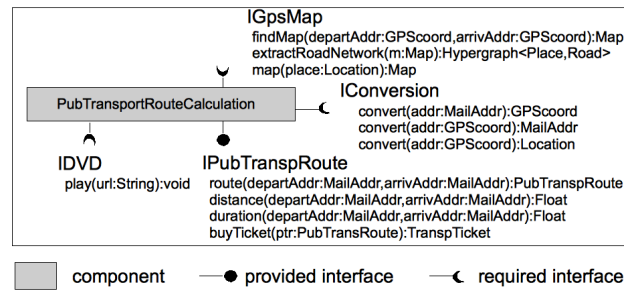 IGpsMap
findMap(departAddr:GPScoord,arrivAddr:GPScoord):Map
extractRoadNetwork(m:Map):Hypergraph<Place,Road>
map(place:Location):Map
PubTransportRouteCalculation
IConversion
convert(addr:MailAddr):GPScoord
convert(addr:GPScoord):MailAddr
convert(addr:GPScoord):Location
IDVD
play(url:String):void
IPubTranspRoute
route(departAddr:MailAddr,arrivAddr:MailAddr):PubTranspRoute
distance(departAddr:MailAddr,arrivAddr:MailAddr):Float
duration(departAddr:MailAddr,arrivAddr:MailAddr):Float
buyTicket(ptr:PubTransRoute):TranspTicket
component
provided interface
required interface